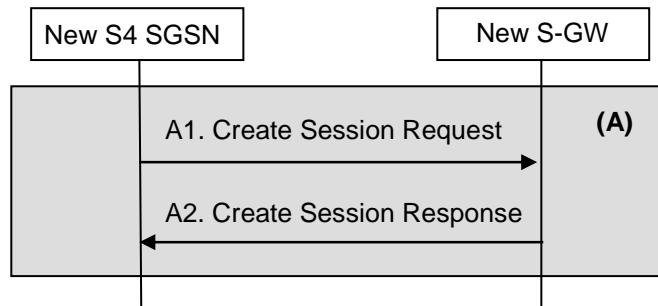 New S4 SGSN
New S-GW
(A)
A1. Create Session Request
A2. Create Session Response